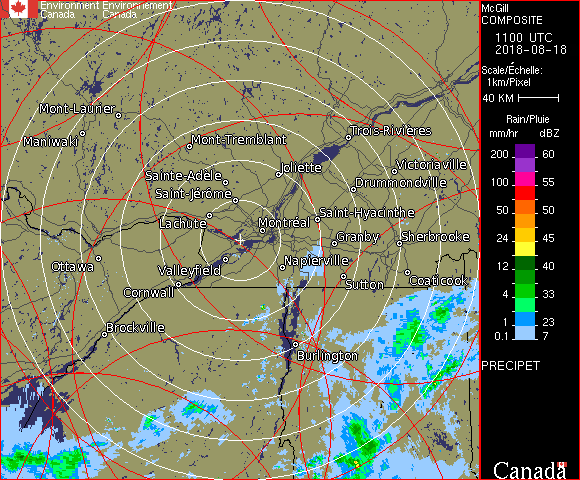 Environment Environnement
Canada Canada
McGill
COMPOSITE
1100 UTC
2018-08-18
Scale/Échelle:
1km/Pixel
40 KM
Rain/Pluie
mm/hr dBZ
200 60
150 57
100 55
50 50
24 45
12 40
4 33
1 23
0.1 7
PRECIPET
Mont-Laurier
Maniwaki
Mont-Tremblant
Trois-Rivières
Joliette
Victoriaville
Sainte-Adèle
Drummondville
Saint-Jérôme
Lachute
Saint-Hyacinthe
Montréal
Granby
Sherbrooke
Ottawa
Valleyfield
Napierville
Cornwall
Sutton
Coaticook
Brockville
Burlington
Canada